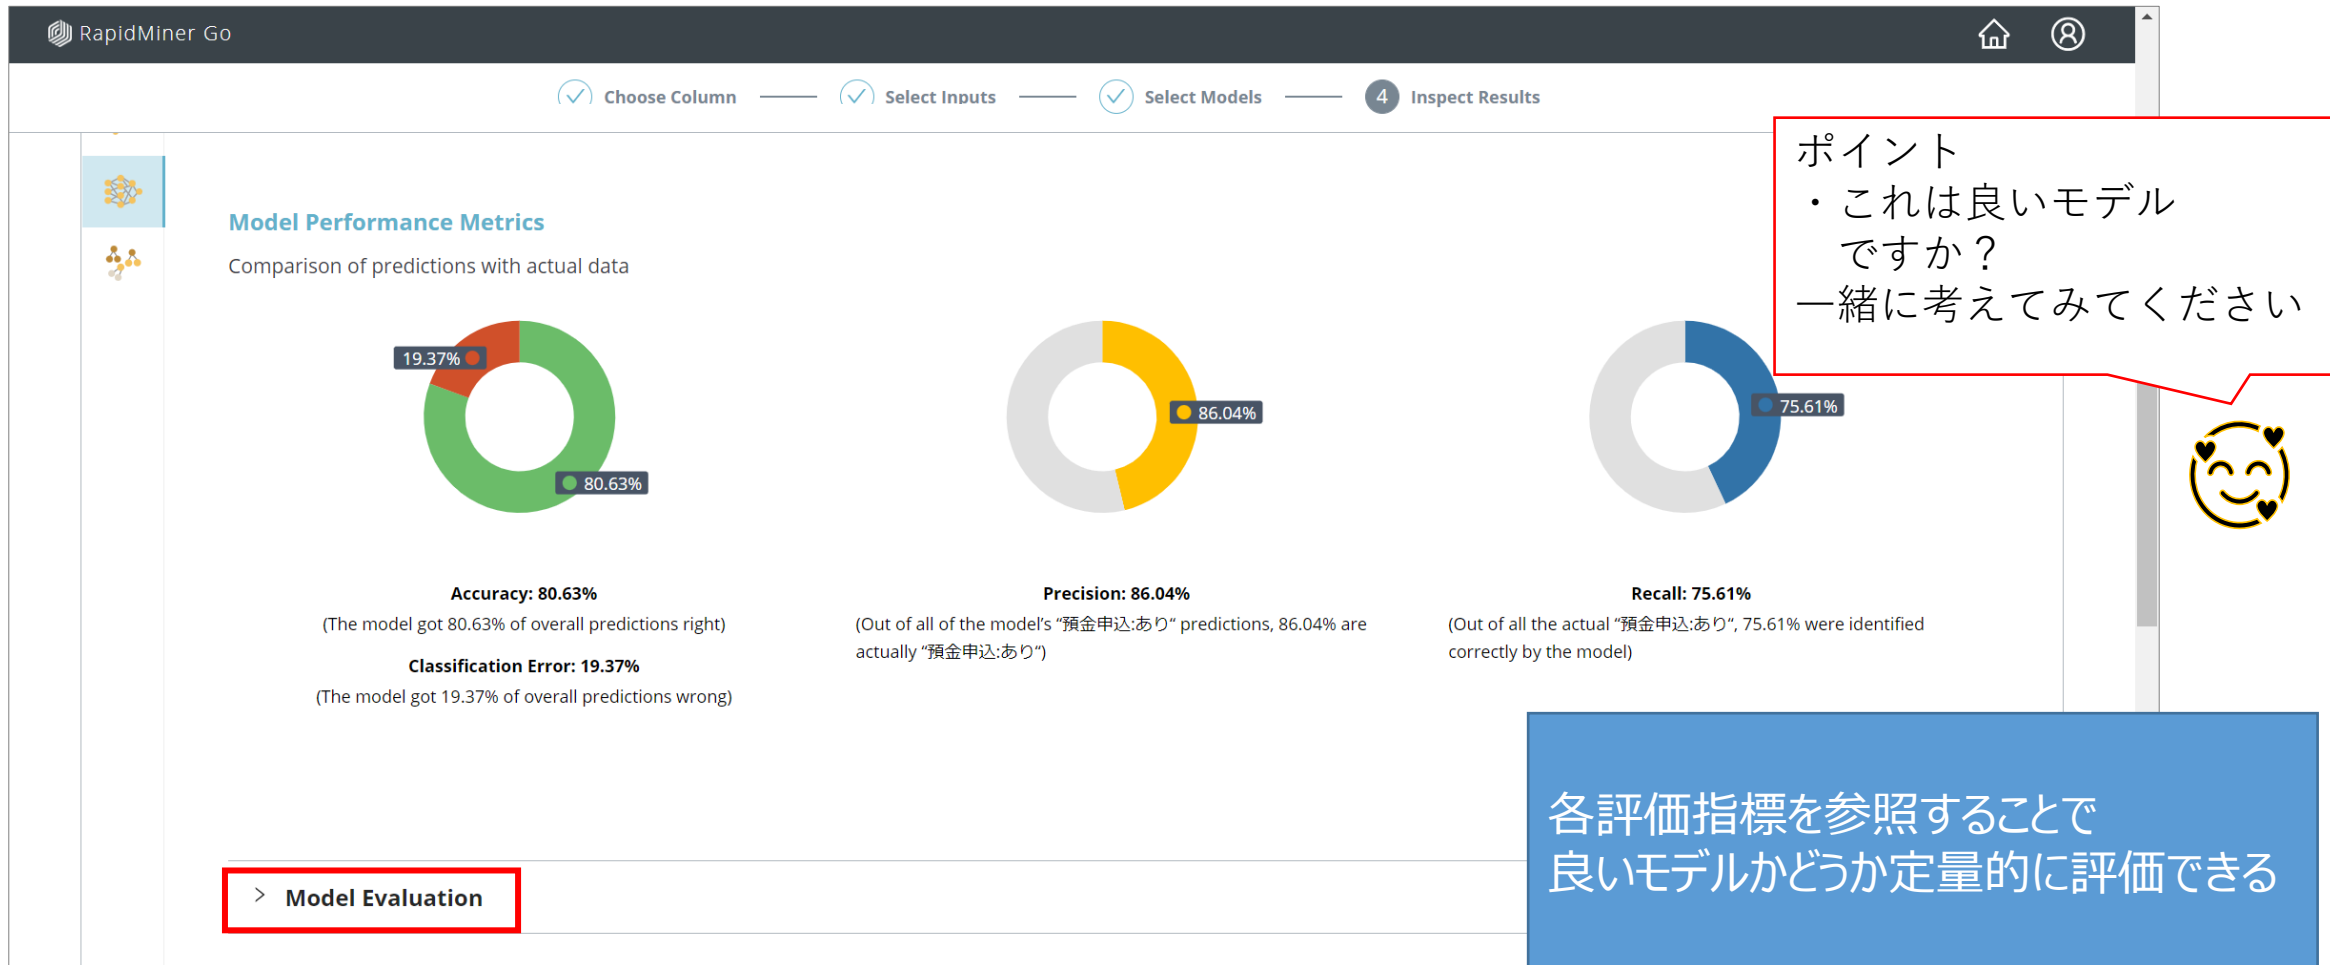 RapidMiner Go
Choose Column
Select Inputs
Select Models
4 Inspect Results
ポイント
・これは良いモデル
ですか？
一緒に考えてみてください
Model Performance Metrics
Comparison of predictions with actual data
19.37%
80.63%
86.04%
75.61%
Accuracy: 80.63%
(The model got 80.63% of overall predictions right)
Classification Error: 19.37%
(The model got 19.37% of overall predictions wrong)
Precision: 86.04%
(Out of all of the model's “預金申込:あり“ predictions, 86.04% are
actually “預金申込:あり“)
Recall: 75.61%
(Out of all the actual “預金申込:あり“, 75.61% were identified
correctly by the model)
各評価指標を参照することで
良いモデルかどうか定量的に評価できる
> Model Evaluation